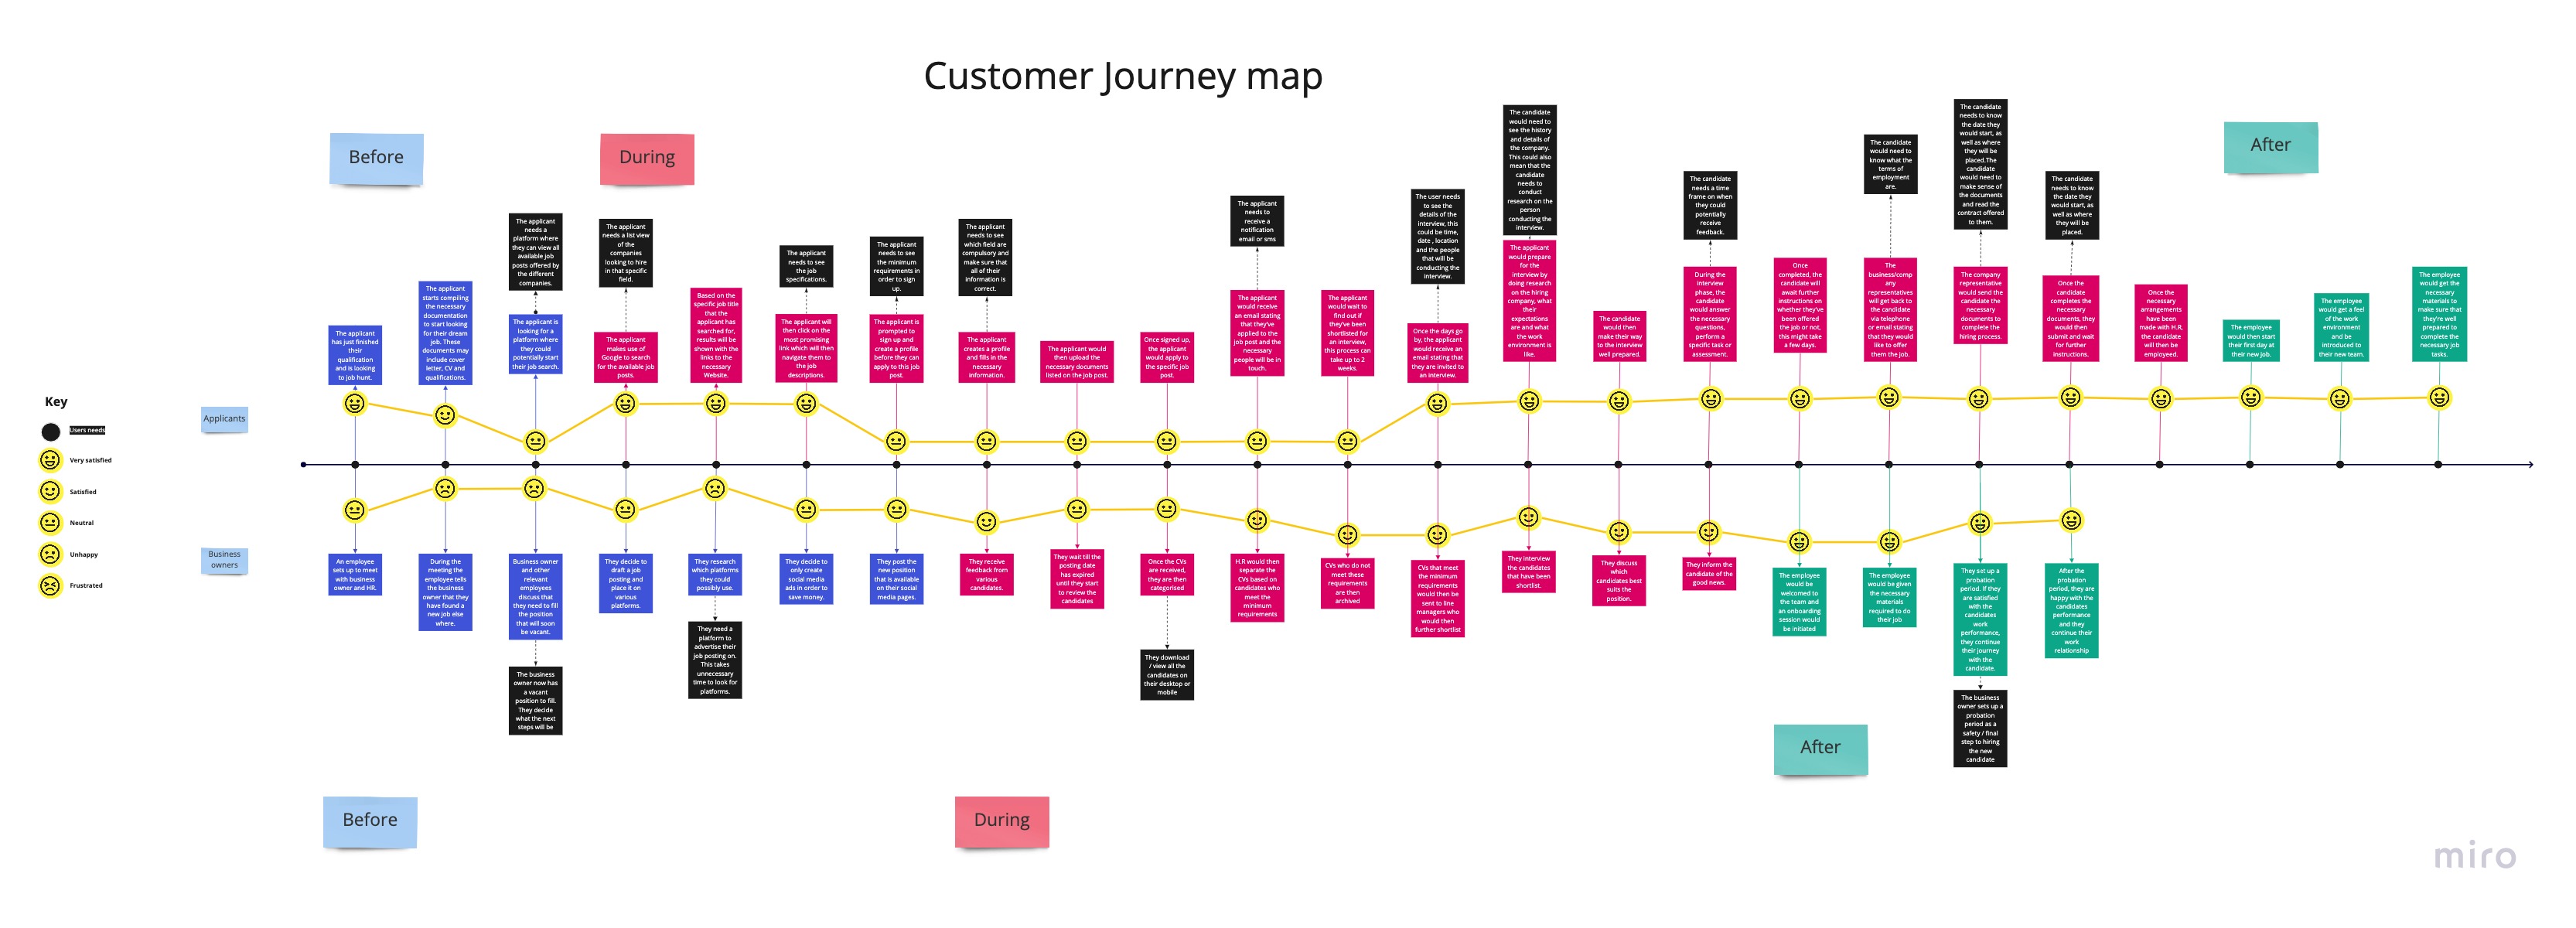 Customer Journey map
Before
During
After
The applicant
needs a
platform where
they can view all
available job
posts offered by
the different
companies.
The applicant
needs a list view
of the
companies
looking to hire
in that specific
field.
The applicant
needs to see
the job
specifications.
The applicant
needs to see
the minimum
requirements in
order to sign
up.
The applicant
needs to see
which field are
compulsory and
make sure that
all of their
information is
correct.
The applicant
needs to
receive a
notification
email or sms
The user needs
to see the
details of the
interview, this
could be time,
date , location
and the people
that will be
conducting the
interview.
The candidate
would need to
see the history
and details of
the company.
This could also
mean that the
candidate
needs to
conduct
research on the
person
conducting the
interview.
The candidate
needs a time
frame on when
they could
potentially
receive
feedback.
The candidate
would need to
know what the
terms of
employment
are.
The candidate
needs to know
the date they
would start, as
well as where
they will be
placed.The
candidate
would need to
make sense of
the documents
and read the
contract offered
to them.
The candidate
needs to know
the date they
would start, as
well as where
they will be
placed.
The applicant
has just finished
their
qualification
and is looking
to job hunt.
The applicant
starts compiling
the necessary
documentation
to start looking
for their dream
job. These
documents may
include cover
letter, CV and
qualifications.
The applicant is
looking for a
platform where
they could
potentially start
their job search.
The applicant
makes use of
Google to search
for the available job
posts.
Based on the
specific job title
that the
applicant has
searched for,
results will be
shown with the
links to the
necessary
Website.
The applicant will
then click on the
most promising
link which will then
navigate them to
the job
descriptions.
The applicant is
prompted to
sign up and
create a profile
before they can
apply to this job
post.
The applicant
creates a profile
and fills in the
necessary
information.
The applicant would
then upload the
necessary documents
listed on the job post.
Once signed up,
the applicant
would apply to
the specific job
post.
The applicant
would receive
an email stating
that they've
applied to the
job post and the
necessary
people will be in
touch.
The applicant
would wait to
find out if
they've been
shortlisted for
an interview,
this process can
take up to 2
weeks.
Once the days go
by, the applicant
would receive an
email stating that
they are invited to
an interview.
The applicant
would prepare
for the
interview by
doing research
on the hiring
company, what
their
expectations
are and what
the work
environment is
like.
The candidate
would then
make their way
to the interview
well prepared.
During the
interview
phase, the
candidate
would answer
the necessary
questions,
perform a
specific task or
assessment.
Once
completed, the
candidate will
await further
instructions on
whether they've
been offered
the job or not,
this might take
a few days.
The
business/comp
any
representatives
will get back to
the candidate
via telephone
or email stating
that they would
like to offer
them the job.
The company
representative
would send the
candidate the
necessary
documents to
complete the
hiring process.
Once the
candidate
completes the
necessary
documents, they
would then
submit and wait
for further
instructions.
Once the
necessary
arrangements
have been
made with H.R,
the candidate
will then be
employeed.
The employee
would then start
their first day at
their new job.
The employee
would get a feel
of the work
environment
and be
introduced to
their new team.
The employee
would get the
necessary
materials to
make sure that
they're well
prepared to
complete the
necessary job
tasks.
Key
Users needs
Very satisfied
Satisfied
Neutral
Unhappy
Frustrated
Applicants
Business
owners
An employee
sets up to meet
with business
owner and HR.
During the
meeting the
employee tells
the business
owner that they
have found a
new job else
where.
Business owner
and other
relevant
employees
discuss that
they need to fill
the position
that will soon
be vacant.
They decide to
draft a job
posting and
place it on
various
platforms.
They research
which platforms
they could
possibly use.
They decide to
only create
social media
ads in order to
save money.
They post the
new position
that is available
on their social
media pages.
They receive
feedback from
various
candidates.
They wait till the
posting date
has expired
until they start
to review the
candidates
Once the CVs
are received,
they are then
categorised
H.R would then
separate the
CVs based on
candidates who
meet the
minimum
requirements
CVs who do not
meet these
requirements
are then
archived
CVs that meet
the minimum
requirements
would then be
sent to line
managers who
would then
further shortlist
They interview
the candidates
that have been
shortlist.
They discuss
which
candidates best
suits the
position.
They inform the
candidate of the
good news.
The employee
would be
welcomed to
the team and
an onboarding
session would
be initiated
The employee
would be given
the necessary
materials
required to do
their job
They set up a
probation
period. If they
are satisfied
with the
candidates
work
performance,
they continue
their journey
with the
candidate.
After the
probation
period, they are
happy with the
candidates
performance
and they
continue their
work
relationship
The business
owner now has
a vacant
position to fill.
They decide
what the next
steps will be
They need a
platform to
advertise their
job posting on.
This takes
unnecessary
time to look for
platforms.
They download
/ view all the
candidates on
their desktop or
mobile
The business
owner sets up a
probation
period as a
safety / final
step to hiring
the new
candidate
After
Before
During
miro